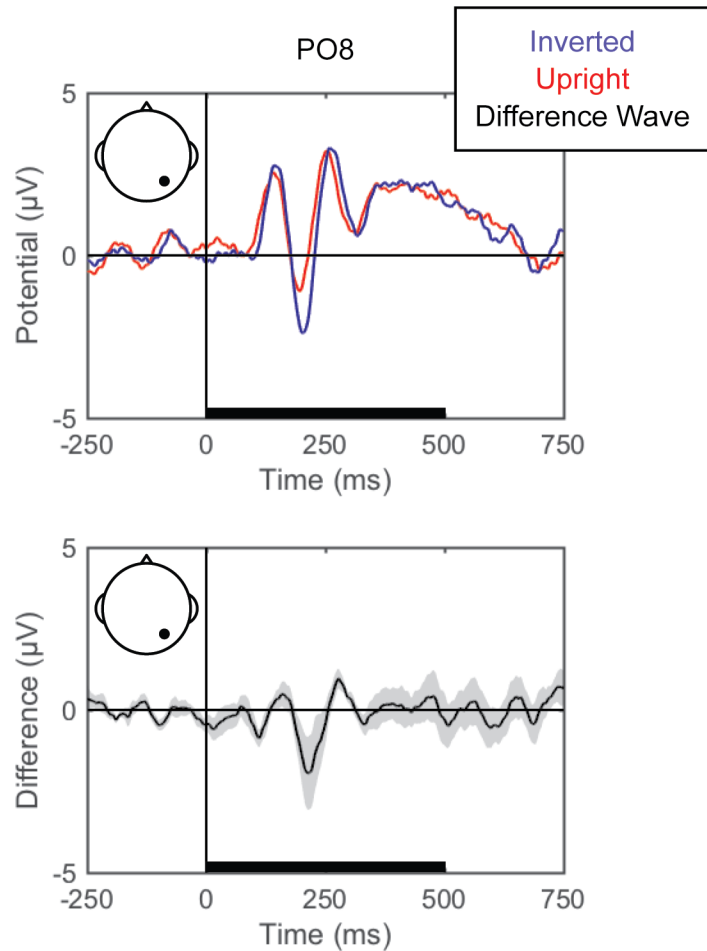 PO8
Inverted
Upright
Difference Wave
5
0
-5
Potential (µV)
-250 0 250 500 750
Time (ms)
5
0
-5
Difference (µV)
-250 0 250 500 750
Time (ms)